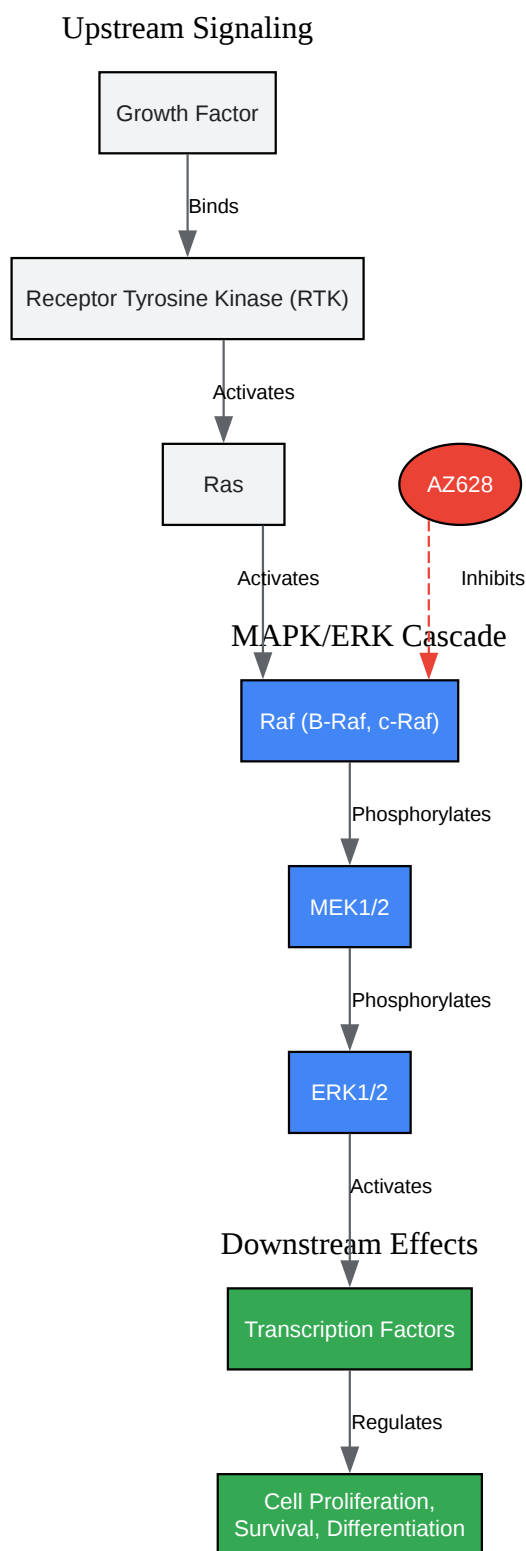 Upstream Signaling
Growth Factor
Binds
Receptor Tyrosine Kinase (RTK)
Activates
Ras
AZ628
Activates
Inhibits
MAPK/ERK Cascade
Raf (B-Raf, c-Raf)
Phosphorylates
MEK1/2
Phosphorylates
ERK1/2
Activates
Downstream Effects
Transcription Factors
Regulates
Cell Proliferation,
Survival, Differentiation